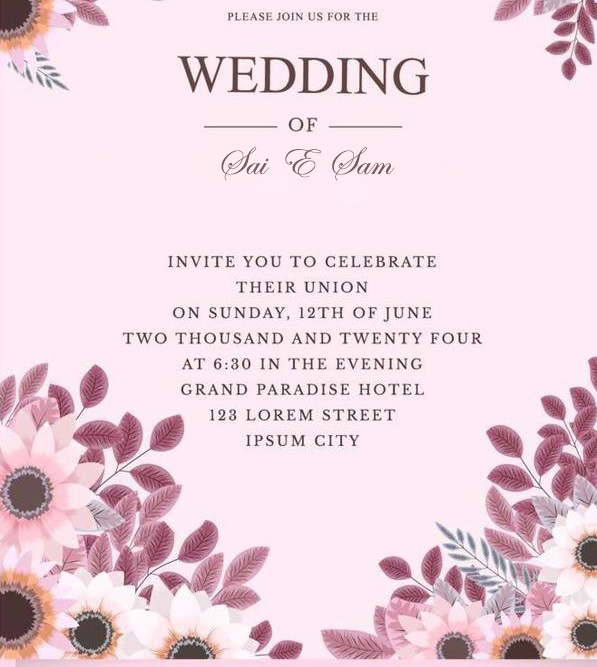 PLEASE JOIN US FOR THE
WEDDING
OF
Sai E Sam
INVITE YOU TO CELEBRATE
THEIR UNION
ON SUNDAY, 12TH OF JUNE
TWO THOUSAND AND TWENTY FOUR
AT 6:30 IN THE EVENING
GRAND PARADISE HOTEL
123 LOREM STREET
IPSUM CITY